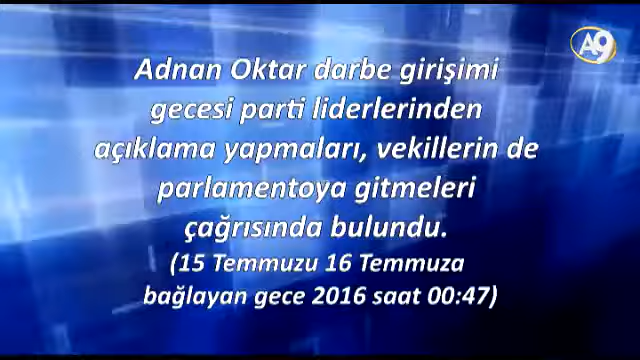 A9
Adnan Oktar darbe girişimi
gecesi parti liderlerinden
açıklama yapmaları, vekillerin de
parlamentoya gitmeleri
çağrısında bulundu.
(15 Temmuzu 16 Temmuza
bağlayan gece 2016 saat 00:47)